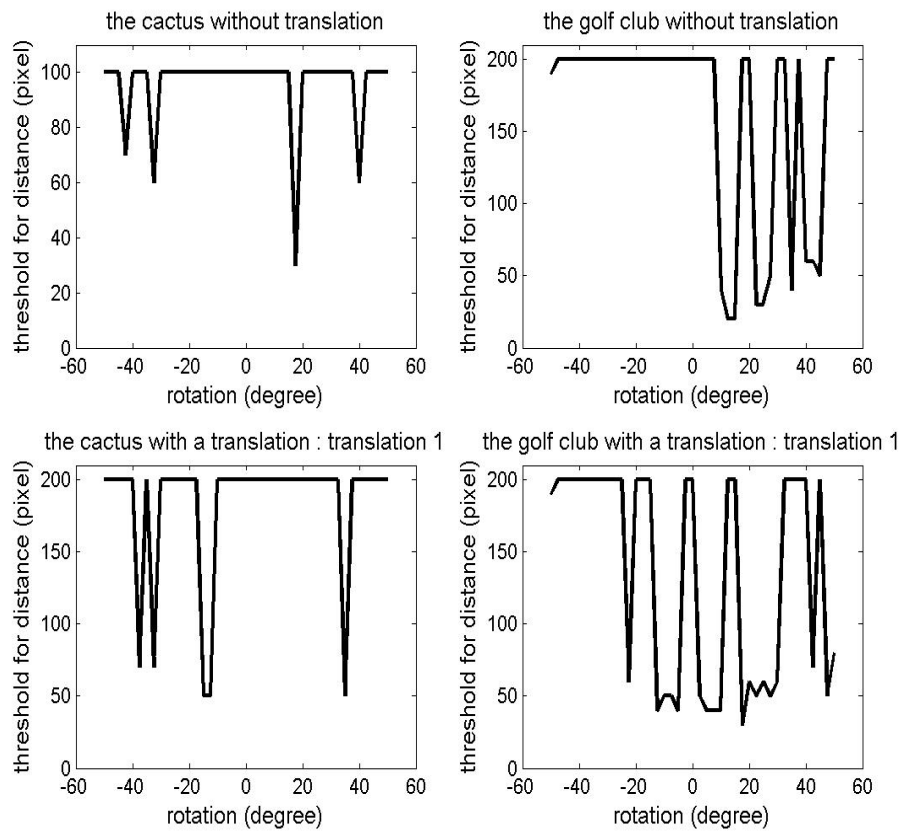 the cactus without translation
threshold for distance (pixel)
100
80
60
40
20
0
-60 -40 -20 0 20 40 60
rotation (degree)
the golf club without translation
threshold for distance (pixel)
200
150
100
50
0
-60 -40 -20 0 20 40 60
rotation (degree)
the cactus with a translation : translation 1
threshold for distance (pixel)
200
150
100
50
0
-60 -40 -20 0 20 40 60
rotation (degree)
the golf club with a translation : translation 1
threshold for distance (pixel)
200
150
100
50
0
-60 -40 -20 0 20 40 60
rotation (degree)